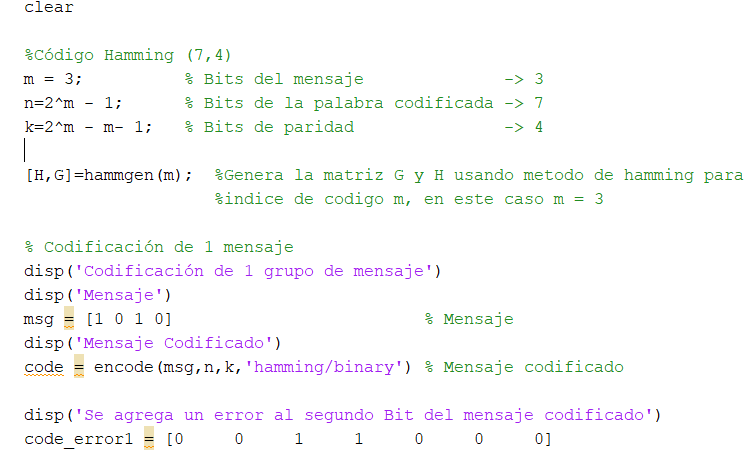 clear
%Código Hamming (7,4)
m = 3; % Bits del mensaje -> 3
n=2^m - 1; % Bits de la palabra codificada -> 7
k=2^m - m- 1; % Bits de paridad -> 4
[H,G]=hammgen(m); %Genera la matriz G y H usando metodo de hamming para
%indice de codigo m, en este caso m = 3
% Codificación de 1 mensaje
disp('Codificación de 1 grupo de mensaje')
disp('Mensaje')
msg = [1 0 1 0] % Mensaje
disp('Mensaje Codificado')
code = encode(msg,n,k,'hamming/binary') % Mensaje codificado
disp('Se agrega un error al segundo Bit del mensaje codificado')
code_error1 = [0 0 1 1 0 0 0]